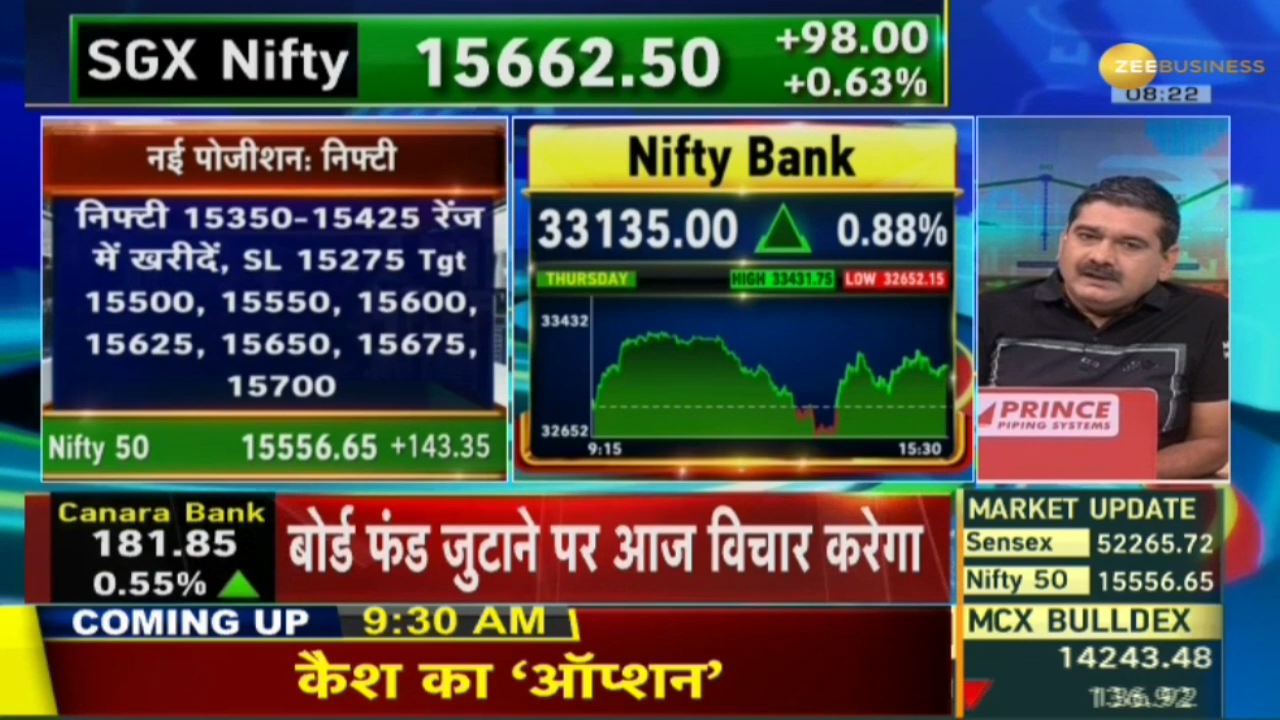 SGX Nifty 15662.50 +98.00
+0.63%
ZEEBUSINESS
08:22
नई पोजीशन: निफ्टी
निफ्टी 15350-15425 रेंज
में खरीदें, SL 15275 Tgt
15500, 15550, 15600,
15625, 15650, 15675,
15700
Nifty 50 15556.65 +143.35
Nifty Bank
33135.00 0.88%
THURSDAY HIGH 33431.75 LOW 32652.15
33432
32652
9:15 15:30
PRINCE
PIPING SYSTEMS
Canara Bank
181.85
0.55%
बोर्ड फंड जुटाने पर आज विचार करेगा
MARKET UPDATE
Sensex 52265.72
Nifty 50 15556.65
MCX BULLDEX
14243.48
COMING UP 9:30 AM
कैश का ‘ऑप्शन’